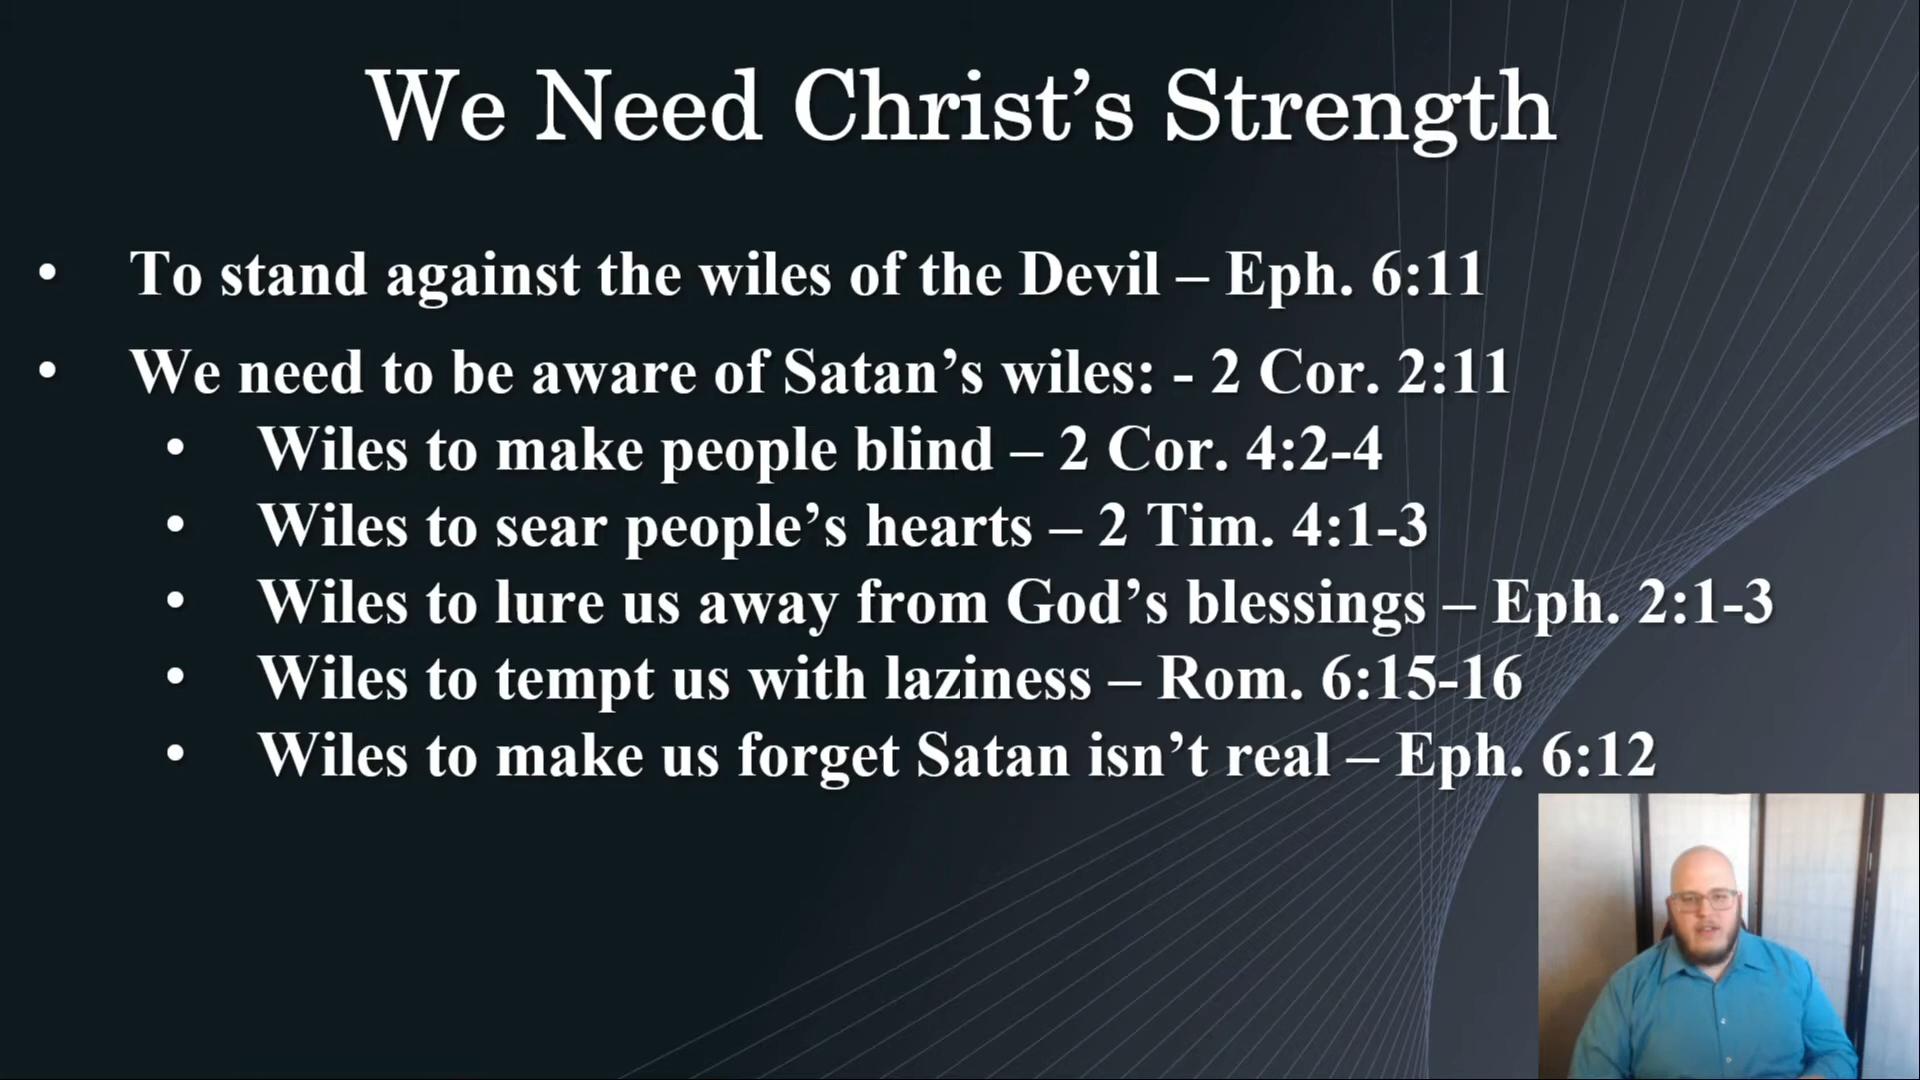 We Need Christ’s Strength
• To stand against the wiles of the Devil – Eph. 6:11
• We need to be aware of Satan’s wiles: - 2 Cor. 2:11
• Wiles to make people blind – 2 Cor. 4:2-4
• Wiles to sear people’s hearts – 2 Tim. 4:1-3
• Wiles to lure us away from God’s blessings – Eph. 2:1-3
• Wiles to tempt us with laziness – Rom. 6:15-16
• Wiles to make us forget Satan isn’t real – Eph. 6:12